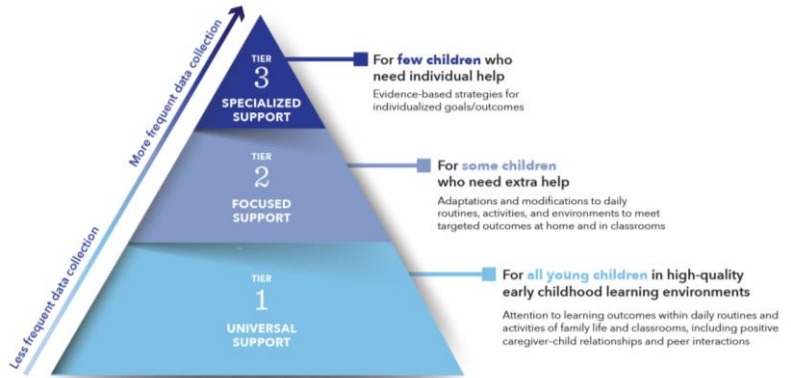 TIER
3
SPECIALIZED
SUPPORT
For few children who
need individual help
Evidence-based strategies for
individualized goals/outcomes
More frequent data collection
TIER
2
FOCUSED
SUPPORT
For some children
who need extra help
Adaptations and modifications to daily
routines, activities, and environments to meet
targeted outcomes at home and in classrooms
Less frequent data collection
TIER
1
UNIVERSAL
SUPPORT
For all young children in high-quality
early childhood learning environments
Attention to learning outcomes within daily routines and
activities of family life and classrooms, including positive
caregiver–child relationships and peer interactions